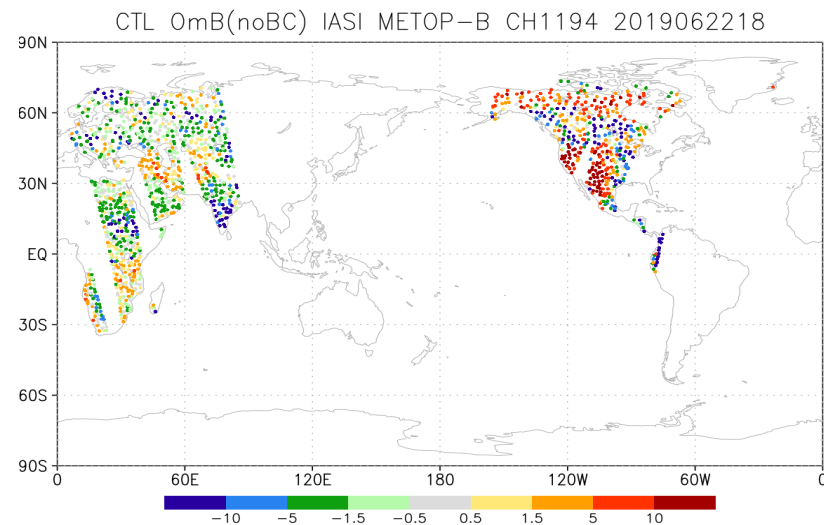 CTL OmB(noBC) IASI METOP−B CH1194 2019062218
90N
60N
30N
EQ
30S
60S
90S
0 60E 120E 180 120W 60W 0
−10 −5 −1.5 −0.5 0.5 1.5 5 10